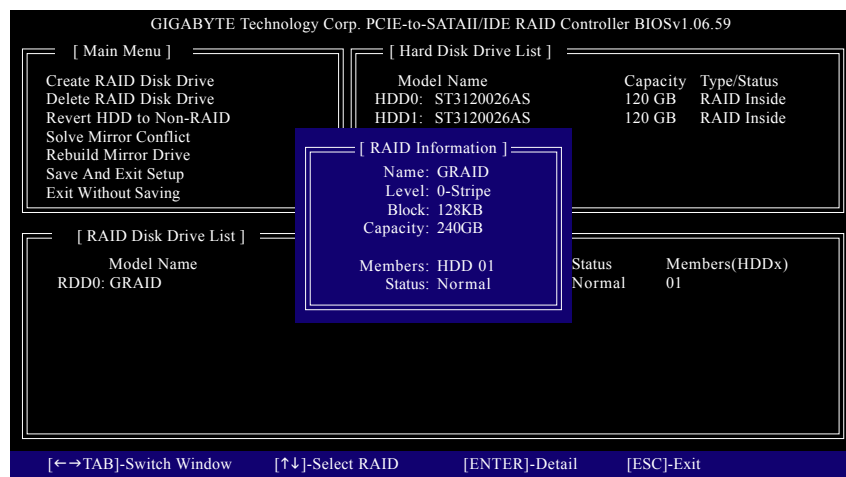 GIGABYTE Technology Corp. PCIE-to-SATAII/IDE RAID Controller BIOSv1.06.59
[ Main Menu ]
Create RAID Disk Drive
Delete RAID Disk Drive
Revert HDD to Non-RAID
Solve Mirror Conflict
Rebuild Mirror Drive
Save And Exit Setup
Exit Without Saving
[ Hard Disk Drive List ]
Model Name Capacity Type/Status
HDD0: ST3120026AS 120 GB RAID Inside
HDD1: ST3120026AS 120 GB RAID Inside
[ RAID Information ]
Name: GRAID
Level: 0-Stripe
Block: 128KB
Capacity: 240GB
Members: HDD 01
Status: Normal
[ RAID Disk Drive List ]
Model Name Status Members(HDDx)
RDD0: GRAID Normal 01
[←→TAB]-Switch Window [↑↓]-Select RAID [ENTER]-Detail [ESC]-Exit